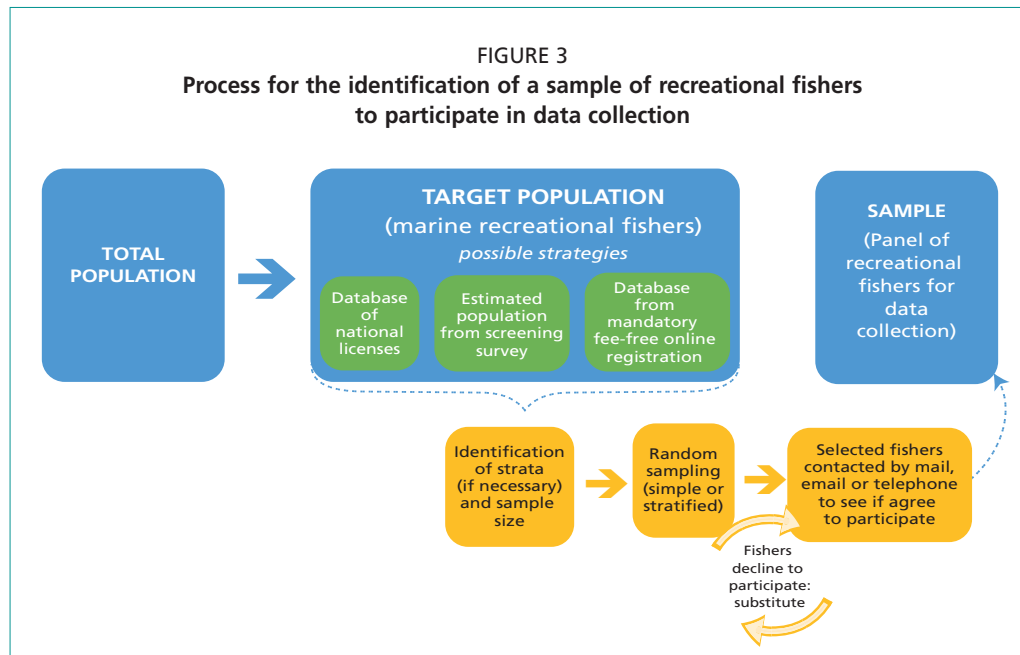 FIGURE 3
Process for the identification of a sample of recreational fishers
to participate in data collection
TOTAL
POPULATION
TARGET POPULATION
(marine recreational fishers)
possible strategies
Database
of
national
licenses
Estimated
population
from screening
survey
Database
from
mandatory
fee-free online
registration
SAMPLE
(Panel of
recreational
fishers for
data
collection)
Identification
of strata
(if necessary)
and sample
size
Random
sampling
(simple or
stratified)
Selected fishers
contacted by mail,
email or telephone
to see if agree
to participate
Fishers
decline to
participate:
substitute